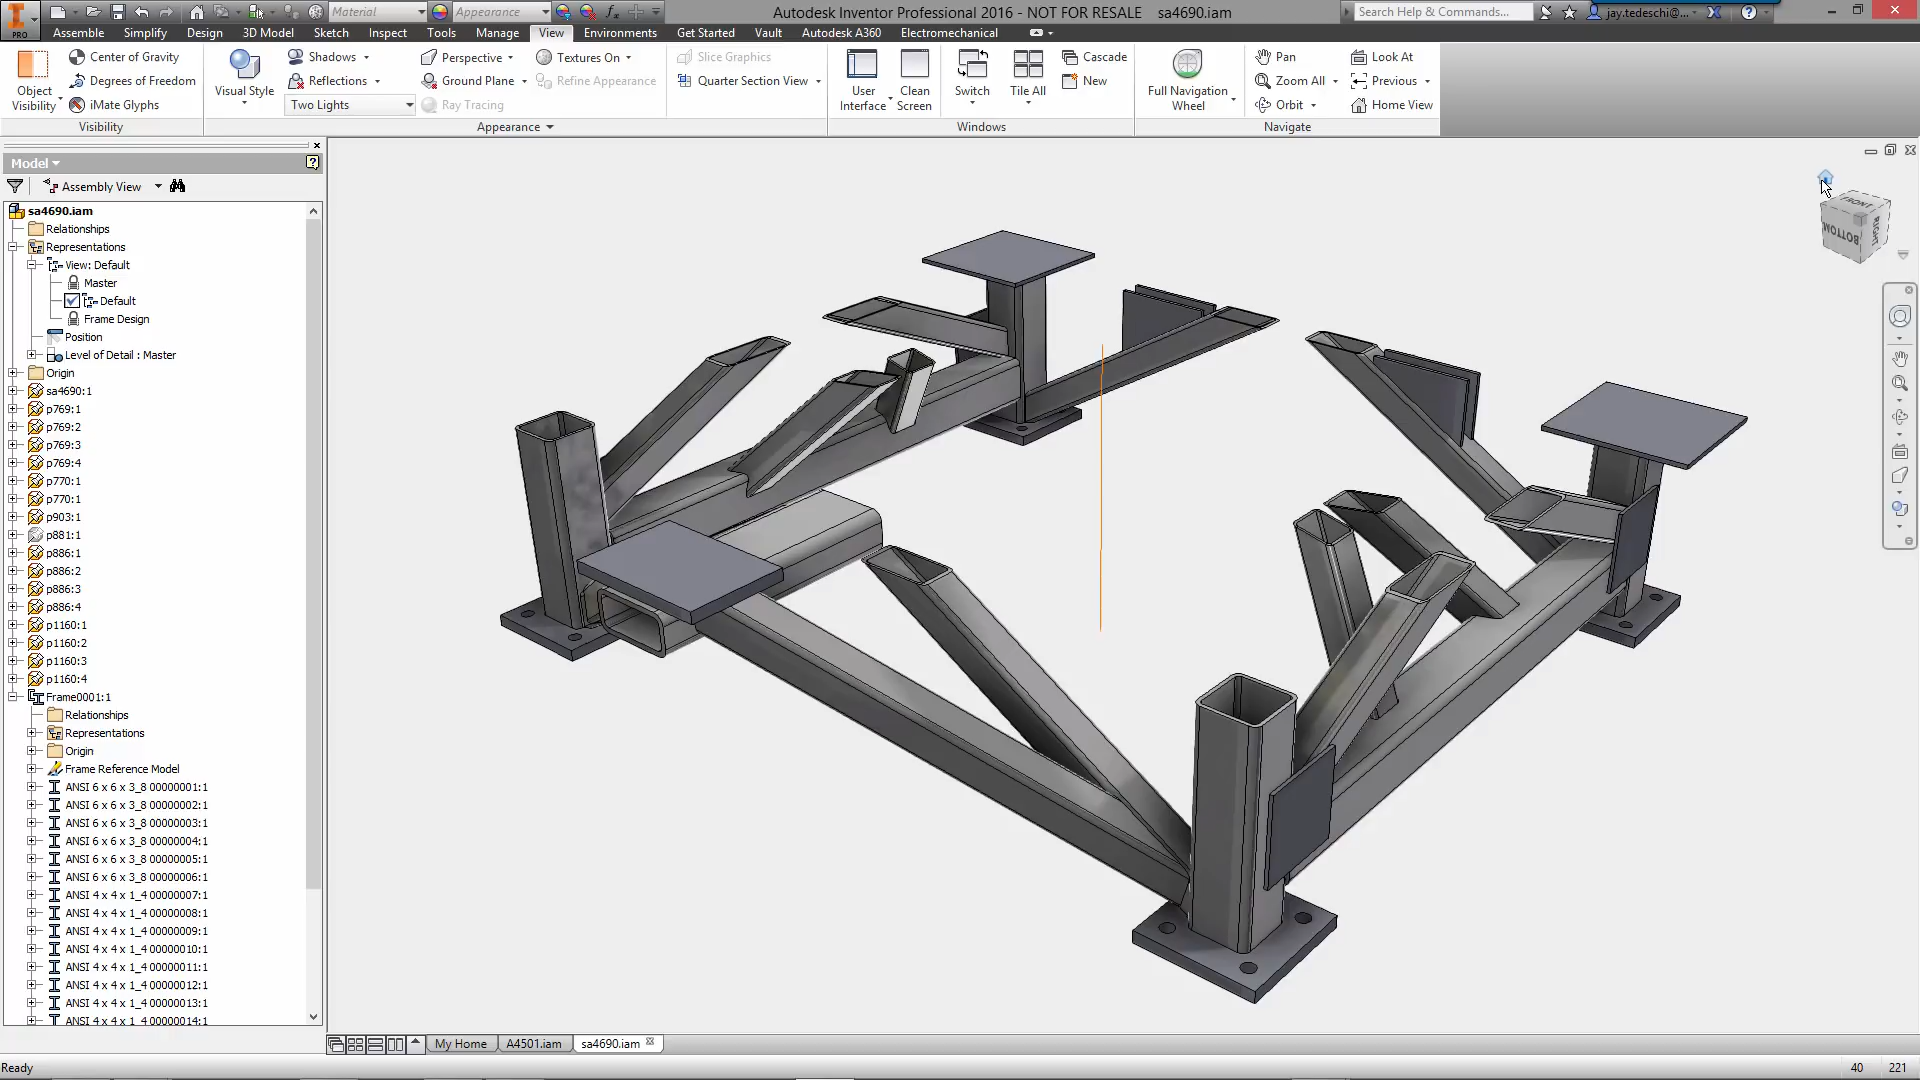 Material
Appearance
Autodesk Inventor Professional 2016 - NOT FOR RESALE sa4690.iam
Search Help & Commands...
jay.tedeschi@...
PRO
Assemble Simplify Design 3D Model Sketch Inspect Tools Manage View Environments Get Started Vault Autodesk A360 Electromechanical
Object Visibility
Center of Gravity
Degrees of Freedom
iMate Glyphs
Visibility
Visual Style
Shadows
Reflections
Two Lights
Perspective
Ground Plane
Ray Tracing
Textures On
Refine Appearance
Appearance
Slice Graphics
Quarter Section View
User Interface
Clean Screen
Switch
Tile All
Cascade
New
Windows
Full Navigation Wheel
Pan
Zoom All
Orbit
Look At
Previous
Home View
Navigate
Model
Assembly View
sa4690.iam
Relationships
Representations
View: Default
Master
Default
Frame Design
Position
Level of Detail : Master
Origin
sa4690:1
p769:1
p769:2
p769:3
p769:4
p770:1
p770:1
p903:1
p881:1
p886:1
p886:2
p886:3
p886:4
p1160:1
p1160:2
p1160:3
p1160:4
Frame0001:1
Relationships
Representations
Origin
Frame Reference Model
ANSI 6 x 6 x 3_8 00000001:1
ANSI 6 x 6 x 3_8 00000002:1
ANSI 6 x 6 x 3_8 00000003:1
ANSI 6 x 6 x 3_8 00000004:1
ANSI 6 x 6 x 3_8 00000005:1
ANSI 6 x 6 x 3_8 00000006:1
ANSI 4 x 4 x 1_4 00000007:1
ANSI 4 x 4 x 1_4 00000008:1
ANSI 4 x 4 x 1_4 00000009:1
ANSI 4 x 4 x 1_4 00000010:1
ANSI 4 x 4 x 1_4 00000011:1
ANSI 4 x 4 x 1_4 00000012:1
ANSI 4 x 4 x 1_4 00000013:1
ANSI 4 x 4 x 1_4 00000014:1
FRONT
BOTTOM
RIGHT
My Home A4501.iam sa4690.iam
Ready
40 221